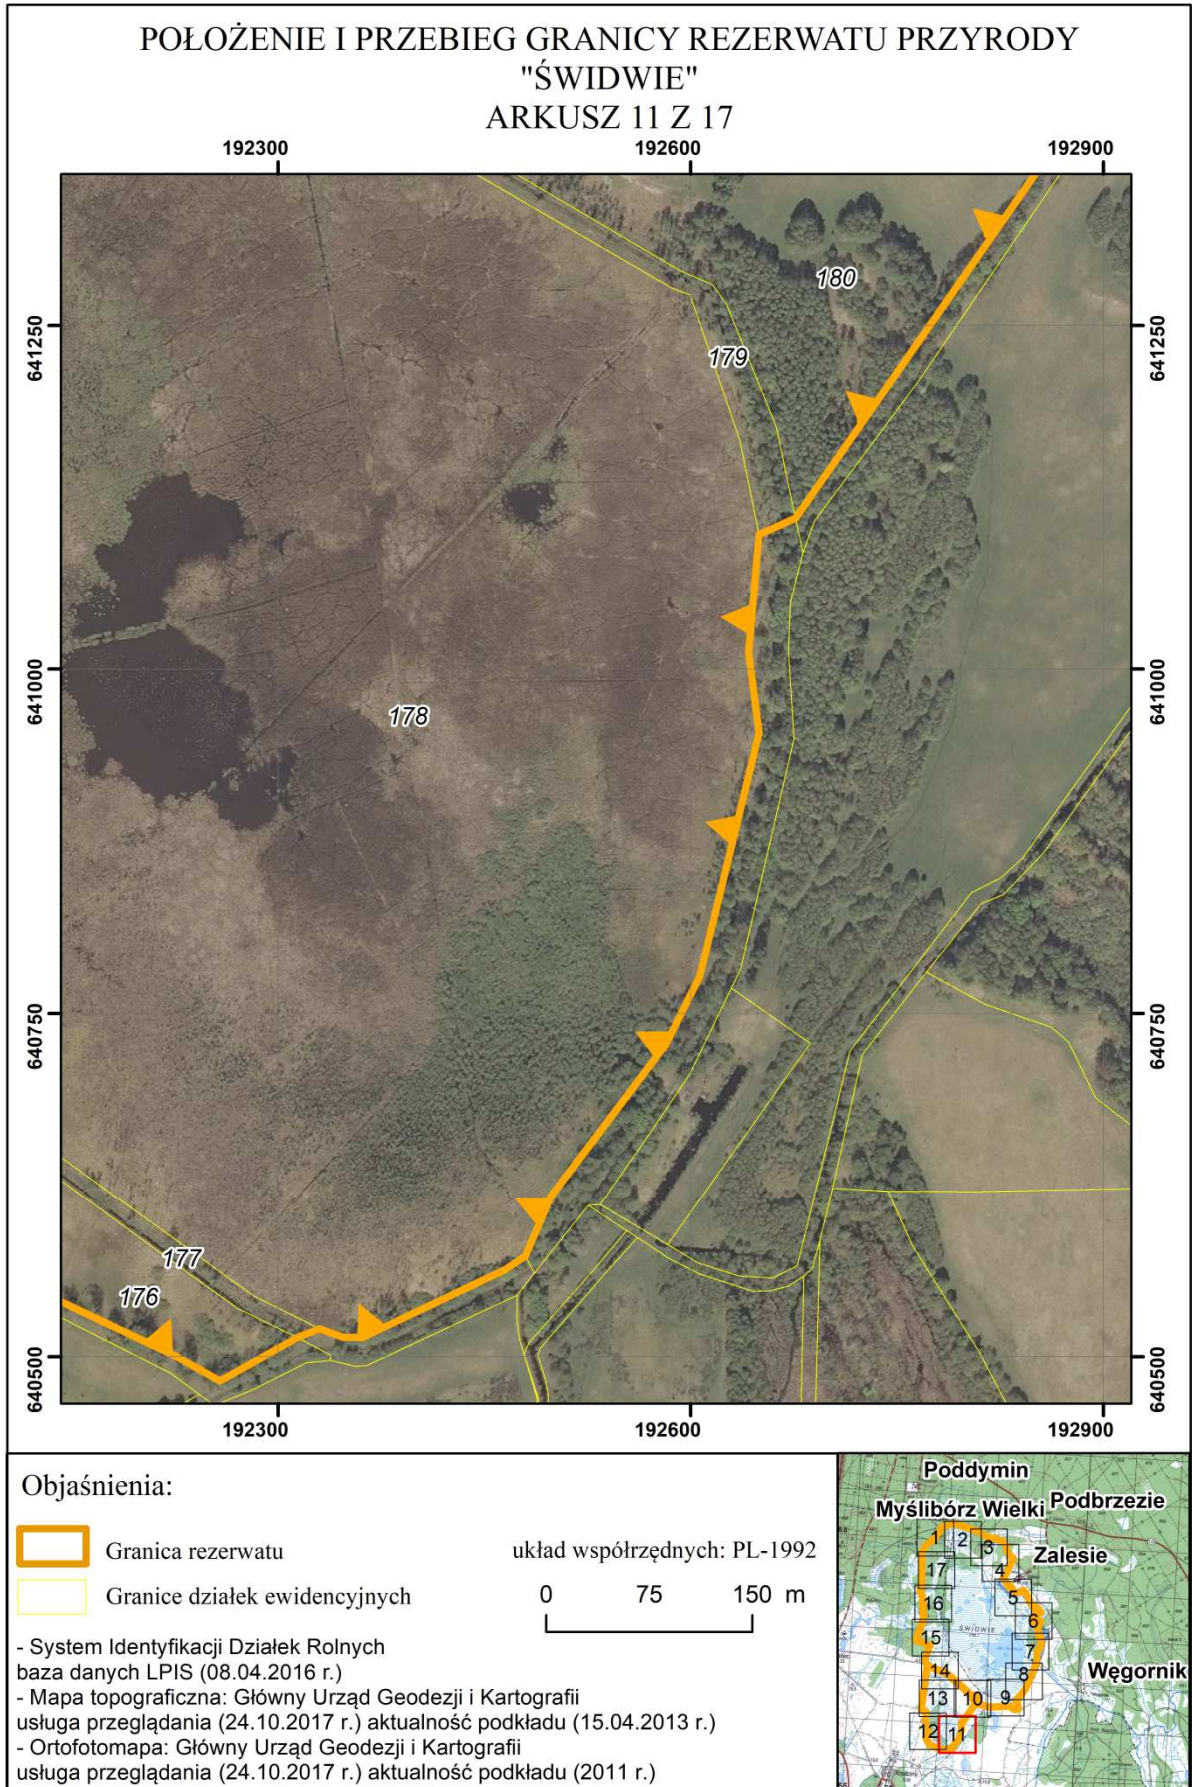 POŁOŻENIE I PRZEBIEG GRANICY REZERWATU PRZYRODY
"ŚWIDWIE"
ARKUSZ 11 Z 17
192300 192600 192900
180
641250 641250
179
641000 641000
178
640750 640750
177
176
640500 640500
192300 192600 192900
Objaśnienia:
Granica rezerwatu
Granice działek ewidencyjnych
układ współrzędnych: PL-1992
0 75 150 m
- System Identyfikacji Działek Rolnych
baza danych LPIS (08.04.2016 r.)
- Mapa topograficzna: Główny Urząd Geodezji i Kartografii
usługa przeglądania (24.10.2017 r.) aktualność podkładu (15.04.2013 r.)
- Ortofotomapa: Główny Urząd Geodezji i Kartografii
usługa przeglądania (24.10.2017 r.) aktualność podkładu (2011 r.)
Poddymin
Myślibórz Wielki Podbrzezie
1 2 3
Zalesie
17 4
5
16
6
ŚWIDWIE
15 7
Węgornik
14 8
13 10 9
12 11